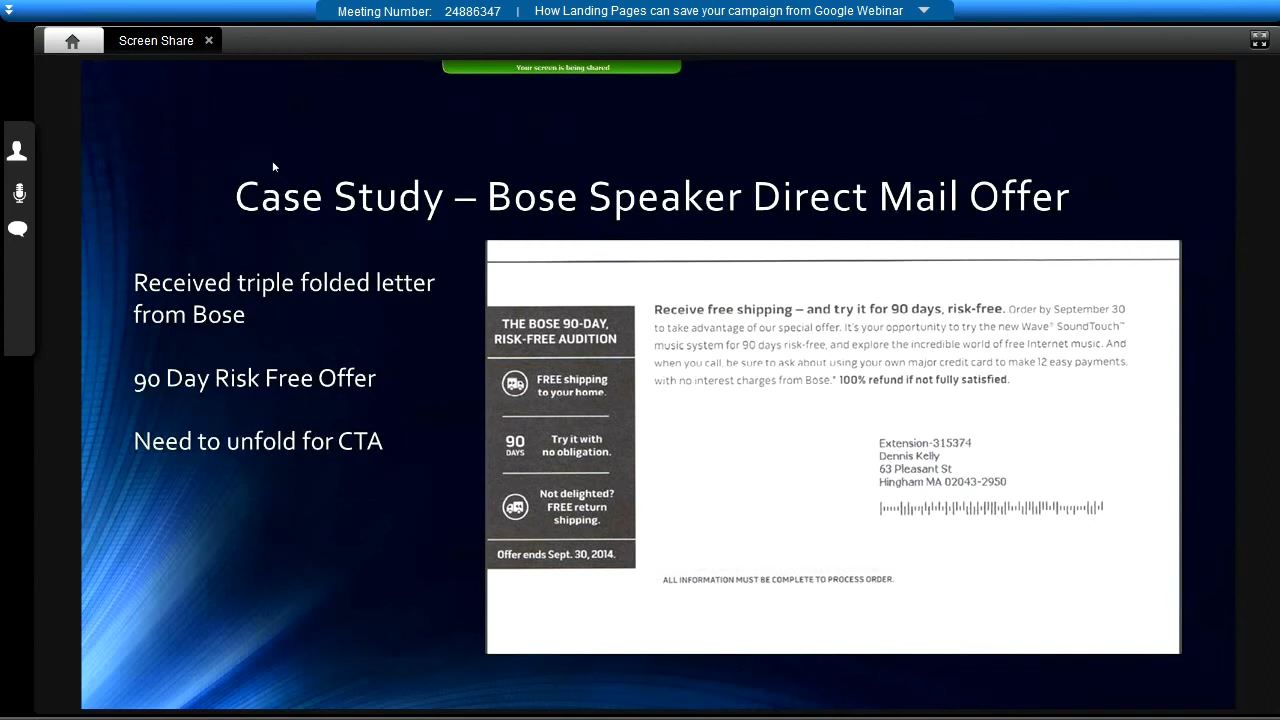 Meeting Number: 24886347 | How Landing Pages can save your campaign from Google Webinar
Screen Share
Your screen is being shared
Case Study – Bose Speaker Direct Mail Offer
Received triple folded letter
from Bose
90 Day Risk Free Offer
Need to unfold for CTA
THE BOSE 90-DAY,
RISK-FREE AUDITION
FREE shipping
to your home.
90
DAYS
Try it with
no obligation.
Not delighted?
FREE return
shipping.
Offer ends Sept. 30, 2014.
Receive free shipping – and try it for 90 days, risk-free. Order by September 30
to take advantage of our special offer. It's your opportunity to try the new Wave® SoundTouch™
music system for 90 days risk-free, and explore the incredible world of free Internet music. And
when you call, be sure to ask about using your own major credit card to make 12 easy payments,
with no interest charges from Bose.* 100% refund if not fully satisfied.
Extension-315374
Dennis Kelly
63 Pleasant St
Hingham MA 02043-2950
ALL INFORMATION MUST BE COMPLETE TO PROCESS ORDER.